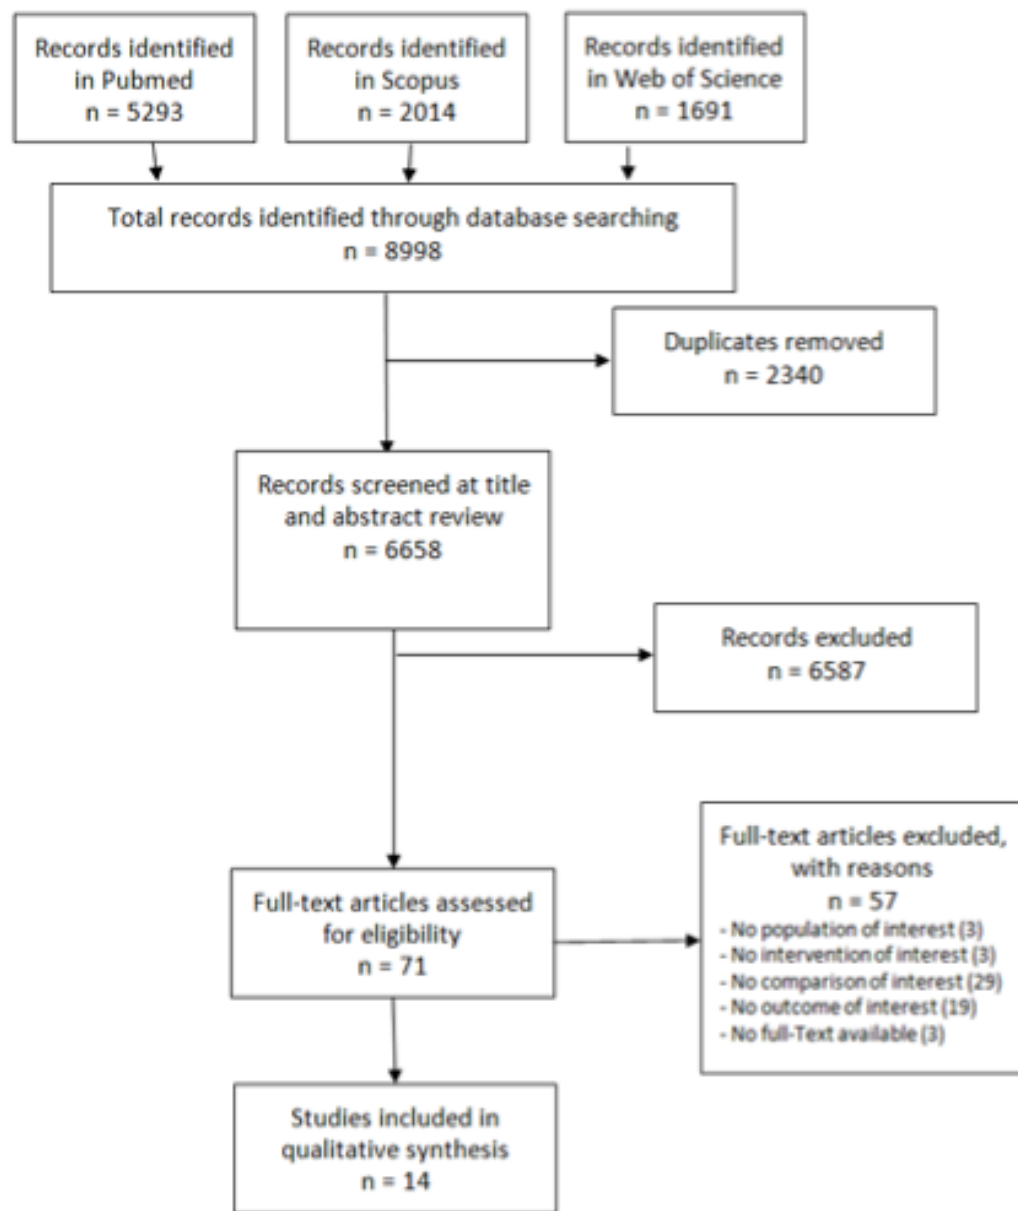 Records identified
in Pubmed
n = 5293
Records identified
in Scopus
n = 2014
Records identified
in Web of Science
n = 1691
Total records identified through database searching
n = 8998
Duplicates removed
n = 2340
Records screened at title
and abstract review
n = 6658
Records excluded
n = 6587
Full-text articles assessed
for eligibility
n = 71
Full-text articles excluded,
with reasons
n = 57
- No population of interest (3)
- No intervention of interest (3)
- No comparison of interest (29)
- No outcome of interest (19)
- No full-Text available (3)
Studies included in
qualitative synthesis
n = 14